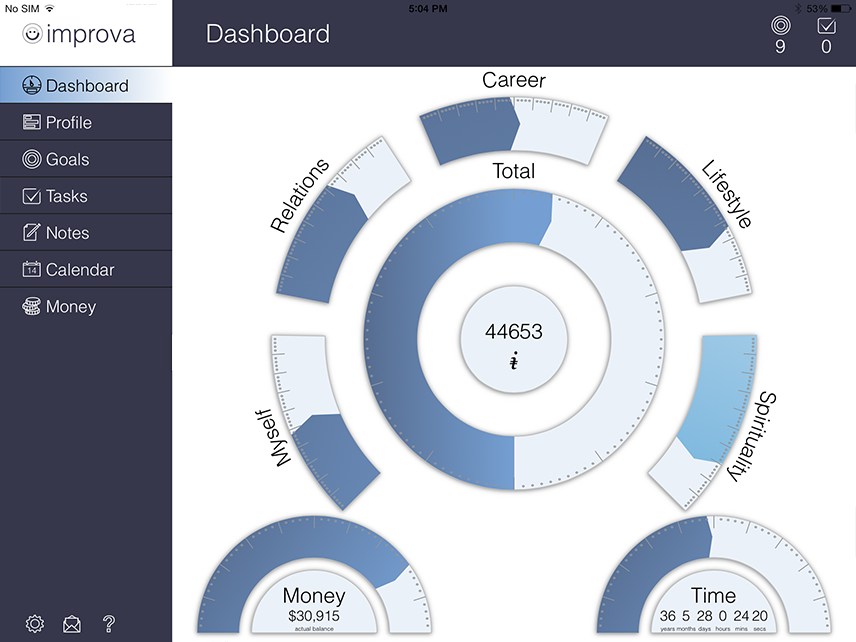 No SIM
5:04 PM
53%
improva
Dashboard
9
0
Dashboard
Profile
Goals
Tasks
Notes
14
Calendar
Money
Career
Total
Relations
Lifestyle
44653
Myself
Spirituality
Money
$30,915
actual balance
Time
36 5 28 0 24 20
years months days hours mins secs
?